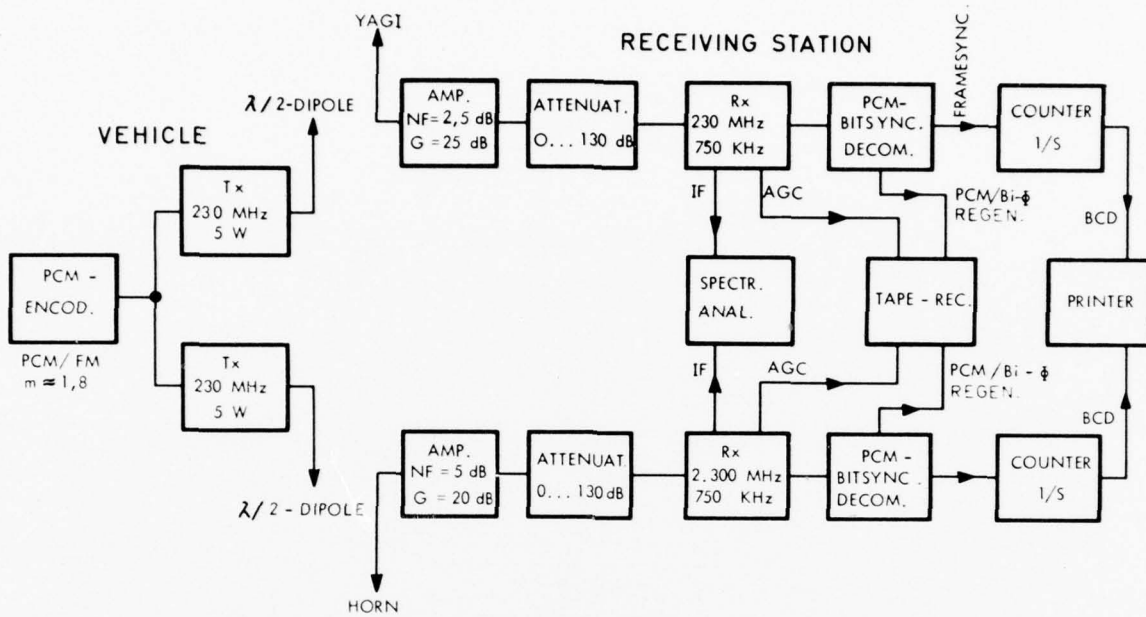 YAGI
RECEIVING STATION
FRAMESYNC.
λ/2-DIPOLE
VEHICLE
AMP.
NF= 2,5 dB
G = 25 dB
ATTENUAT.
0... 130 dB
Rx
230 MHz
750 KHz
PCM-
BITSYNC.
DECOM.
COUNTER
1/S
Tx
230 MHz
5 W
IF
AGC
PCM/Bi-Φ
REGEN.
BCD
PCM -
ENCOD.
PCM/ FM
m ≈ 1,8
SPECTR.
ANAL.
TAPE - REC.
PRINTER
Tx
230 MHz
5 W
IF
AGC
PCM /Bi - Φ
REGEN.
BCD
λ/2 - DIPOLE
AMP.
NF = 5 dB
G = 20 dB
ATTENUAT.
0... 130 dB
Rx
2.300 MHz
750 KHz
PCM -
BITSYNC.
DECOM.
COUNTER
1/S
HORN